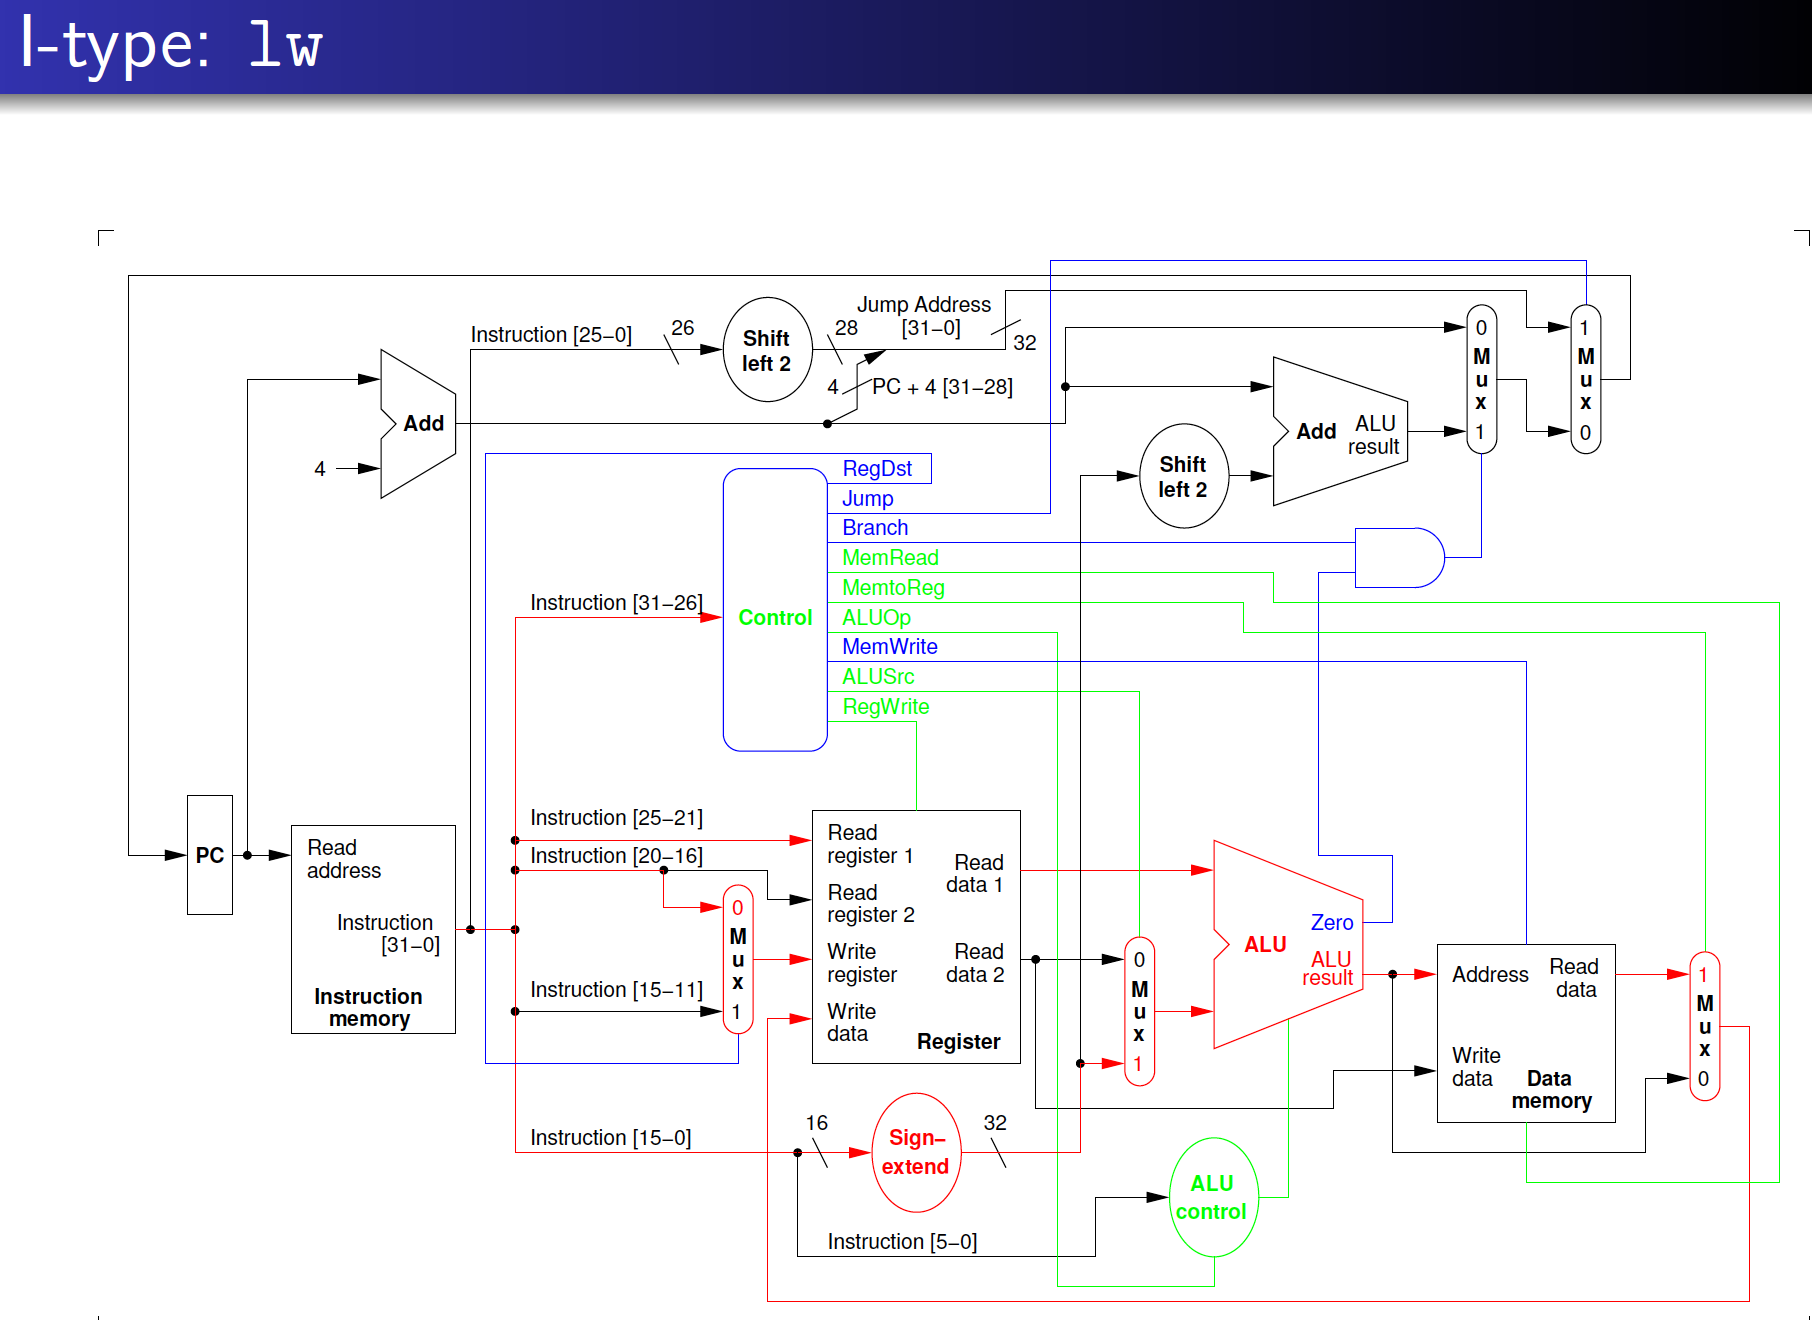 I-type: lw
Jump Address
[31–0]
Instruction [25–0]
26
Shift
left 2
28
32
4
PC + 4 [31–28]
Add
4
0
M
u
x
1
1
M
u
x
0
Add
ALU
result
Shift
left 2
RegDst
Jump
Branch
MemRead
MemtoReg
ALUOp
MemWrite
ALUSrc
RegWrite
Instruction [31–26]
Control
PC
Read
address
Instruction
[31–0]
Instruction
memory
Instruction [25–21]
Instruction [20–16]
Instruction [15–11]
0
M
u
x
1
Read
register 1
Read
register 2
Write
register
Write
data
Read
data 1
Read
data 2
Register
0
M
u
x
1
Zero
ALU
ALU
result
Address
Read
data
Write
data
Data
memory
1
M
u
x
0
Instruction [15–0]
16
Sign–
extend
32
ALU
control
Instruction [5–0]